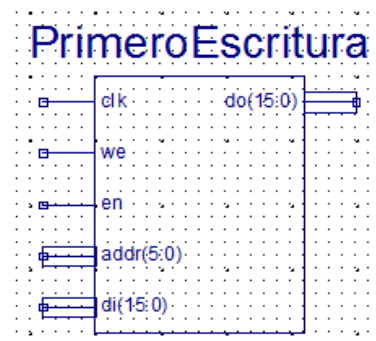 PrimeroEscritura
clk do(15:0)
we
en
addr(5:0)
di(15:0)